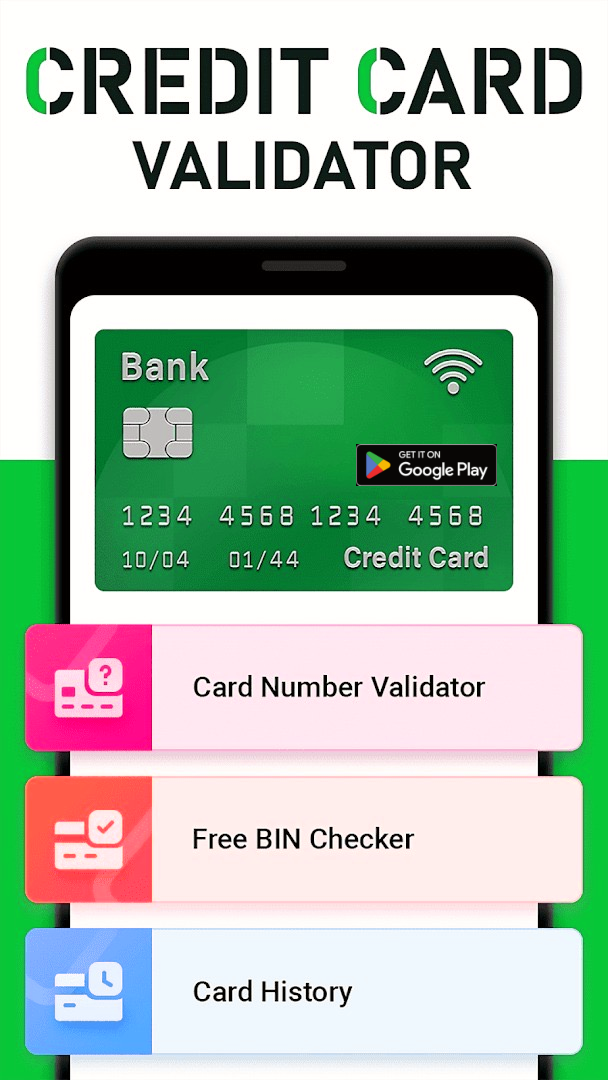 CREDIT CARD
VALIDATOR
Bank
GET IT ON
Google Play
1234 4568 1234 4568
10/04 01/44 Credit Card
?
Card Number Validator
Free BIN Checker
Card History